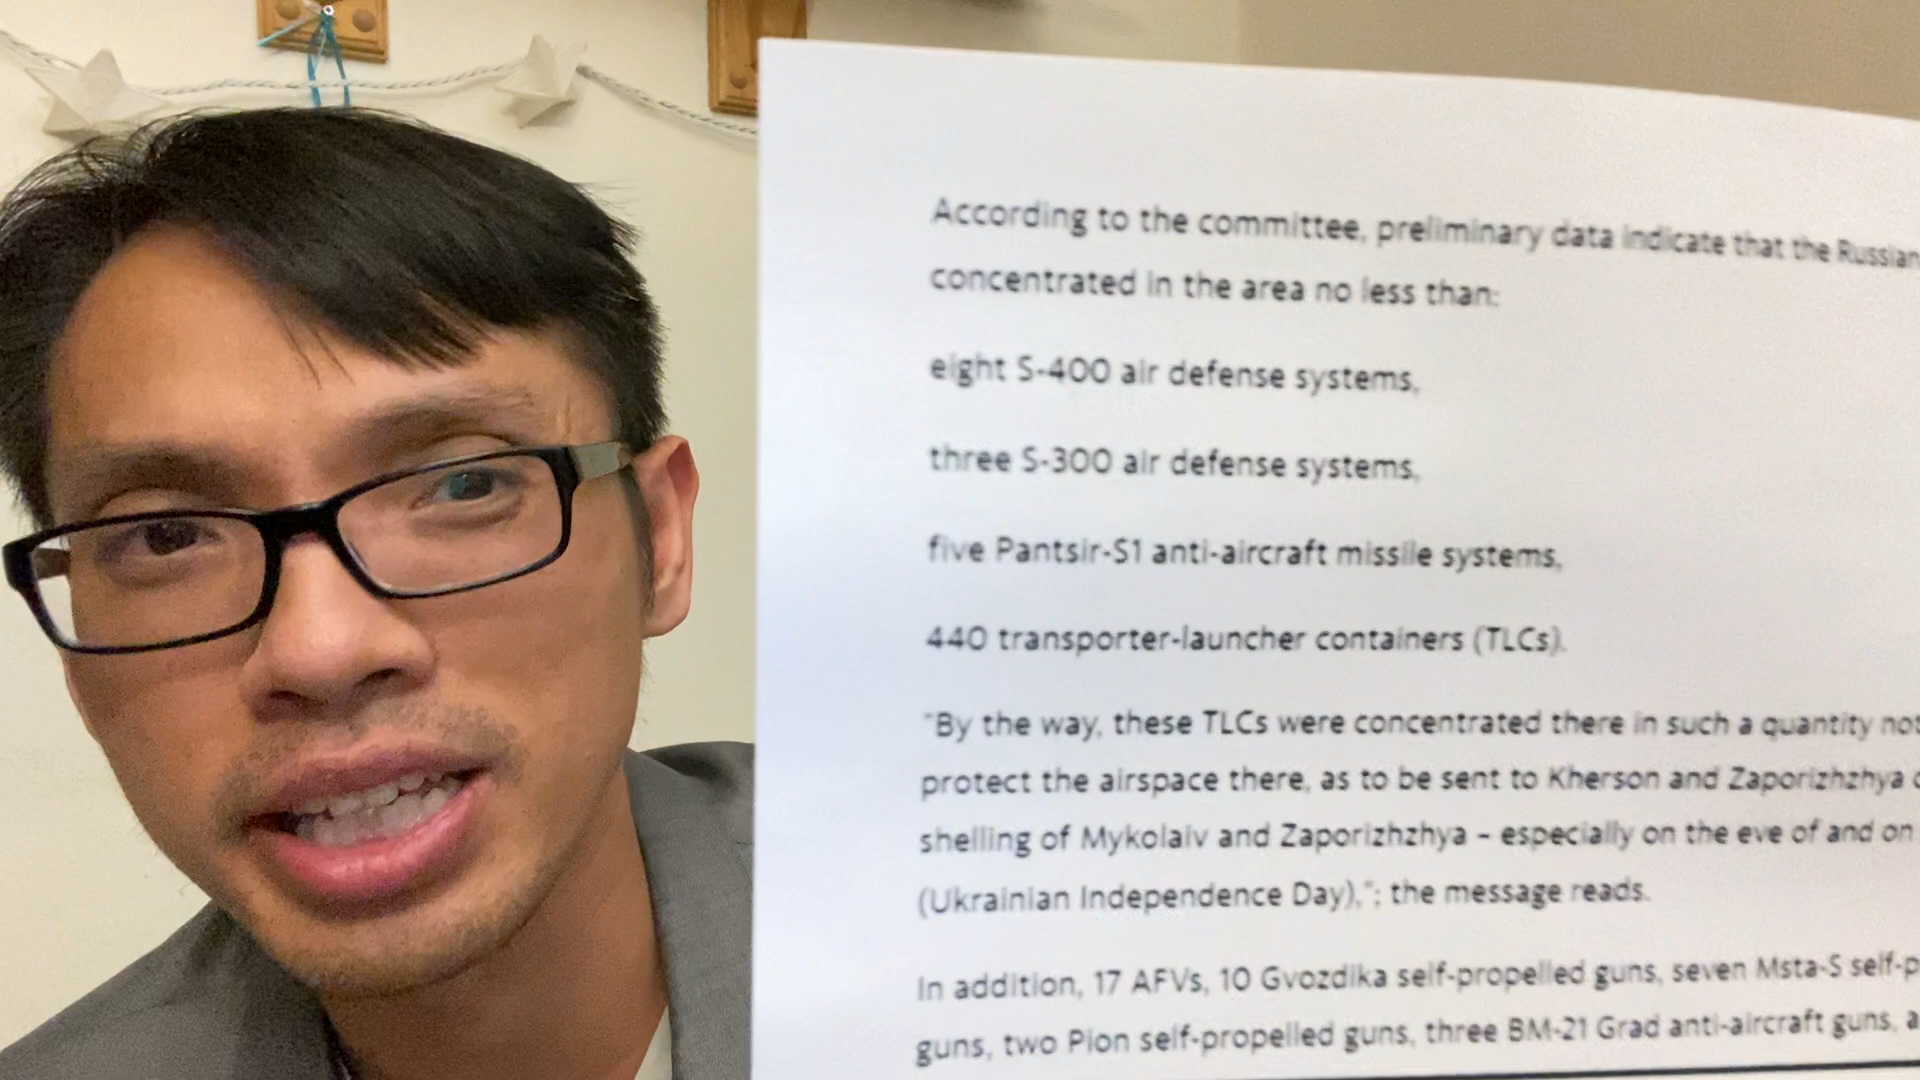 According to the committee, preliminary data indicate that the Russian
concentrated in the area no less than:
eight S-400 air defense systems,
three S-300 air defense systems,
five Pantsir-S1 anti-aircraft missile systems,
440 transporter-launcher containers (TLCs).
"By the way, these TLCs were concentrated there in such a quantity not
protect the airspace there, as to be sent to Kherson and Zaporizhzhya
shelling of Mykolaiv and Zaporizhzhya – especially on the eve of and on
(Ukrainian Independence Day),"; the message reads.
In addition, 17 AFVs, 10 Gvozdika self-propelled guns, seven Msta-S self-p
guns, two Pion self-propelled guns, three BM-21 Grad anti-aircraft guns, a